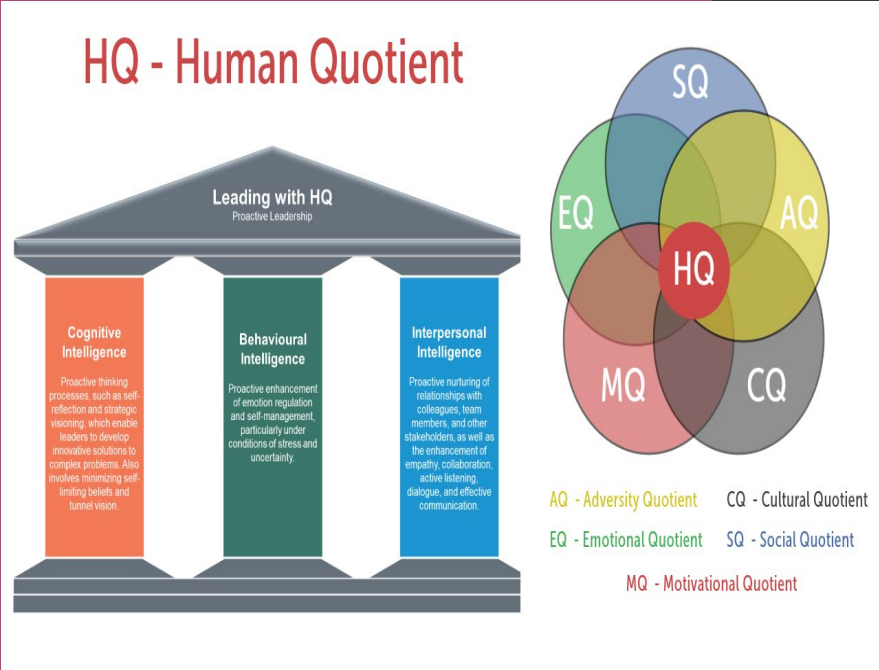 HQ - Human Quotient
Leading with HQ
Proactive Leadership
Cognitive
Intelligence
Proactive thinking
processes, such as self-
reflection and strategic
visioning, which enable
leaders to develop
innovative solutions to
complex problems. Also
involves minimizing self-
limiting beliefs and
tunnel vision.
Behavioural
Intelligence
Proactive enhancement
of emotion regulation
and self-management,
particularly under
conditions of stress and
uncertainty.
Interpersonal
Intelligence
Proactive nurturing of
relationships with
colleagues, team
members, and other
stakeholders, as well as
the enhancement of
empathy, collaboration,
active listening,
dialogue, and effective
communication.
SQ
EQ
AQ
HQ
MQ
CQ
AQ - Adversity Quotient
CQ - Cultural Quotient
EQ - Emotional Quotient
SQ - Social Quotient
MQ - Motivational Quotient